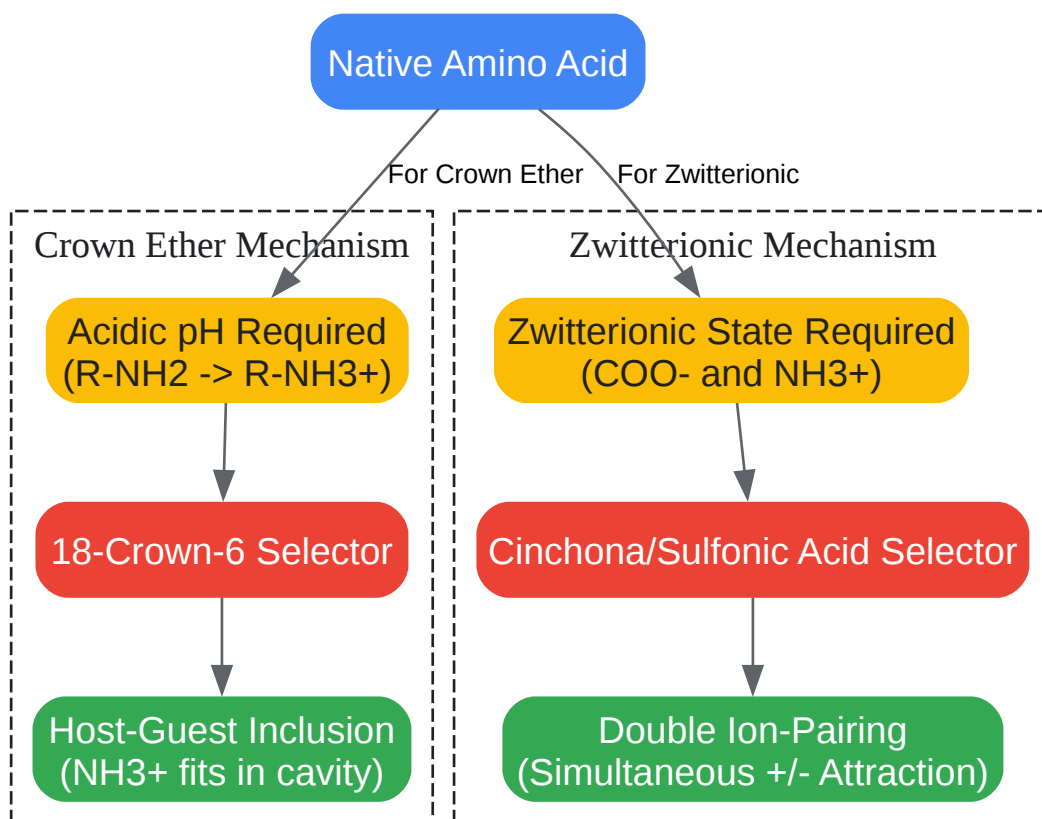 Native Amino Acid
For Crown Ether
For Zwitterionic
Crown Ether Mechanism
Acidic pH Required
(R-NH2 -> R-NH3+)
18-Crown-6 Selector
Host-Guest Inclusion
(NH3+ fits in cavity)
Zwitterionic Mechanism
Zwitterionic State Required
(COO- and NH3+)
Cinchona/Sulfonic Acid Selector
Double Ion-Pairing
(Simultaneous +/- Attraction)